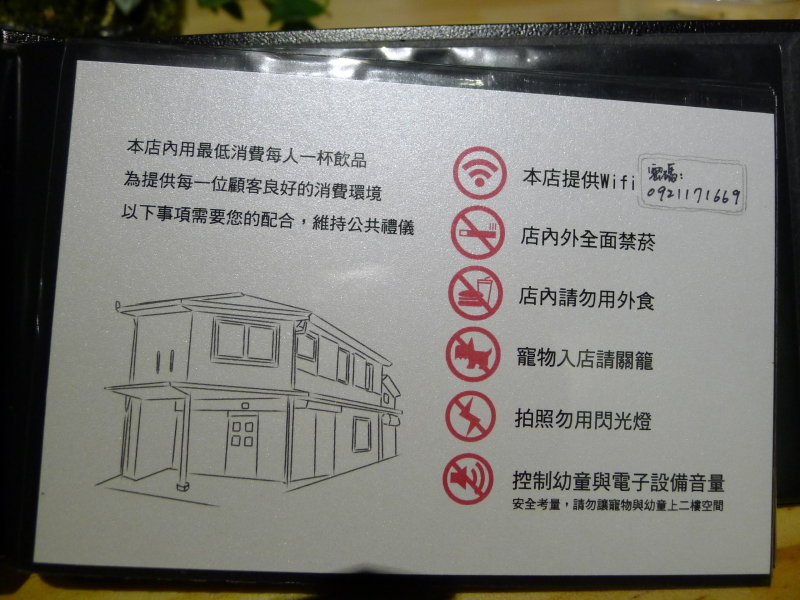 本店內用最低消費每人一杯飲品
為提供每一位顧客良好的消費環境
以下事項需要您的配合，維持公共禮儀
本店提供Wifi
密碼：
0921171669
店內外全面禁菸
店內請勿用外食
寵物入店請關籠
拍照勿用閃光燈
控制幼童與電子設備音量
安全考量，請勿讓寵物與幼童上二樓空間